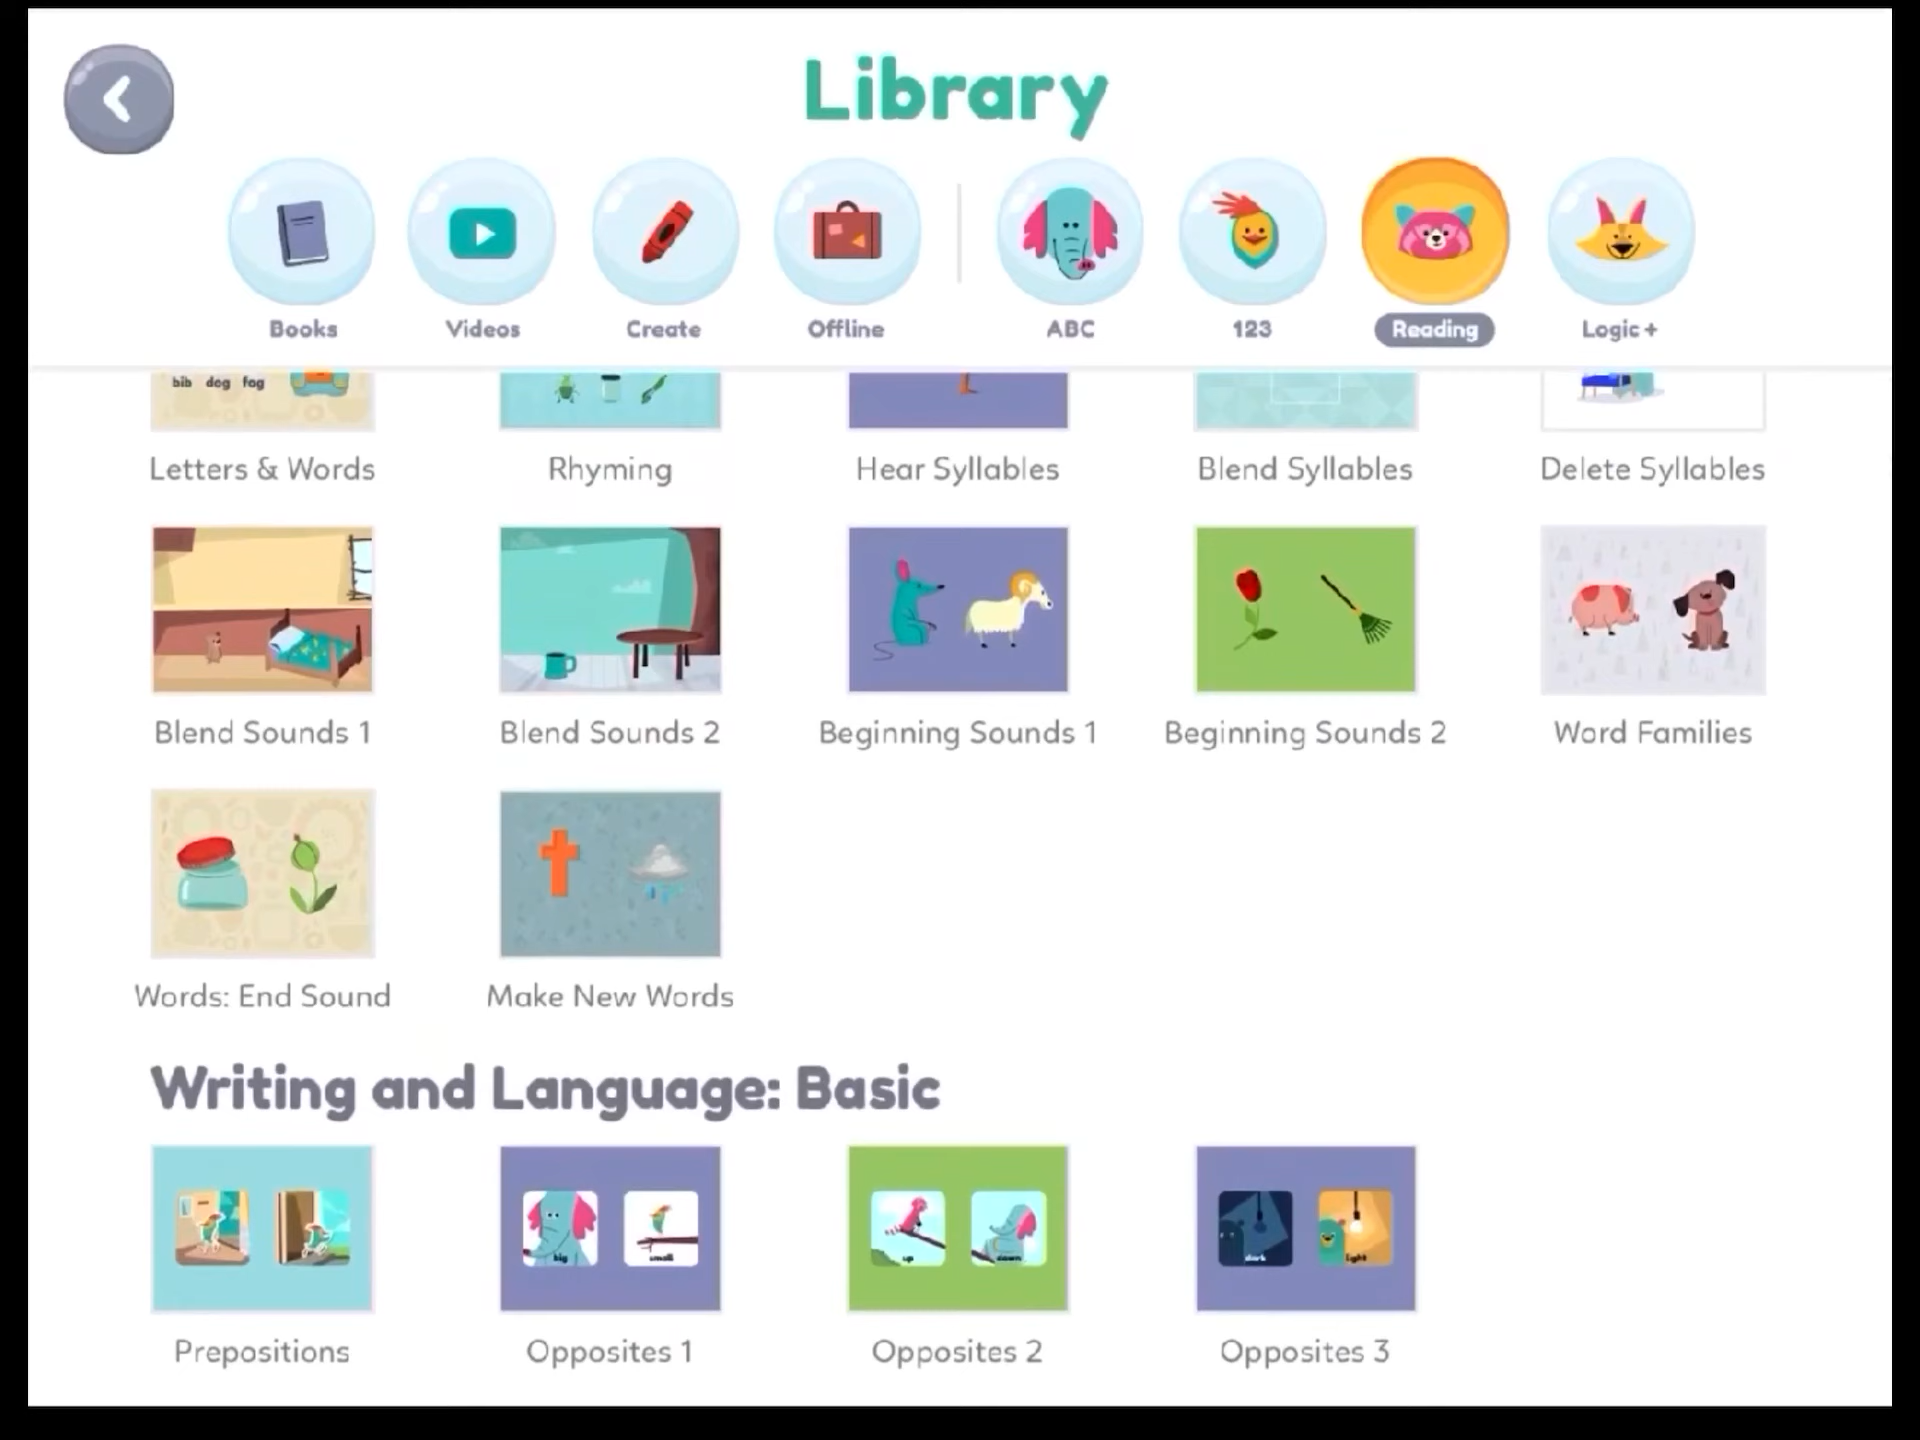 Library
Books Videos Create Offline ABC 123 Reading Logic+
bib dog fog
Letters & Words Rhyming Hear Syllables Blend Syllables Delete Syllables
Blend Sounds 1 Blend Sounds 2 Beginning Sounds 1 Beginning Sounds 2 Word Families
Words: End Sound Make New Words
Writing and Language: Basic
big small up down dark light
Prepositions Opposites 1 Opposites 2 Opposites 3